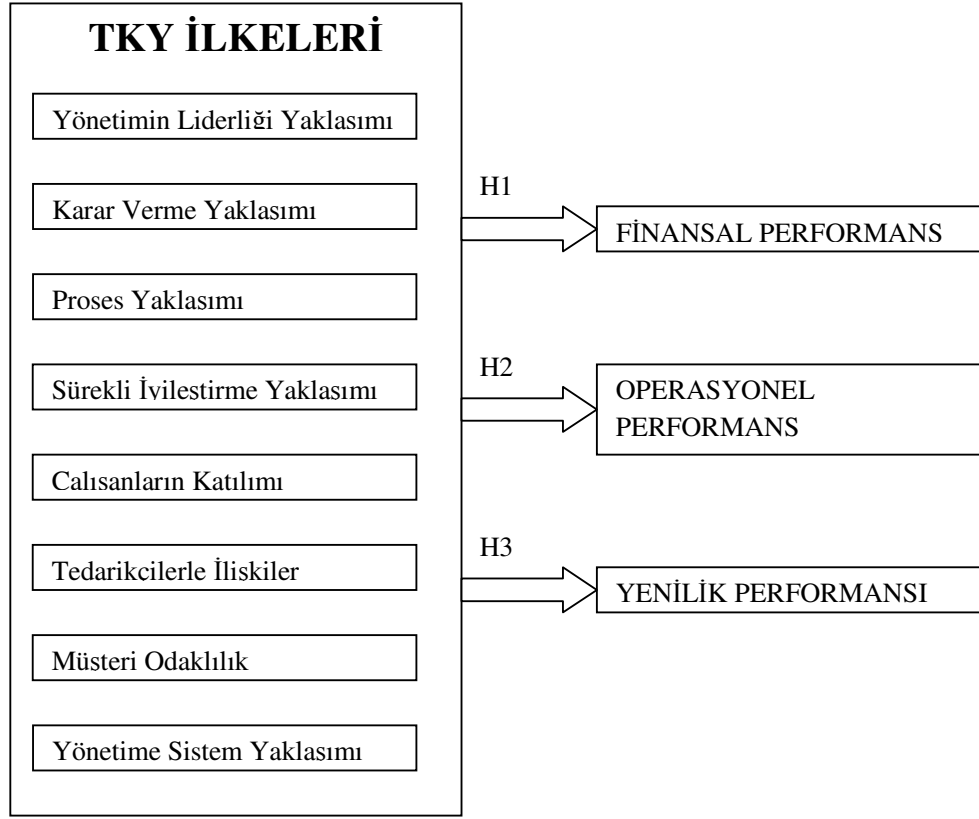 TKY İLKELERİ
Yönetimin Liderliği Yaklasımı
Karar Verme Yaklasımı
Proses Yaklasımı
Sürekli İvilestirme Yaklasımı
Calısanların Katılımı
Tedarikcilerle İliskiler
Müsteri Odaklılık
Yönetime Sistem Yaklasımı
H1
FİNANSAL PERFORMANS
H2
OPERASYONEL
PERFORMANS
H3
YENİLİK PERFORMANSI